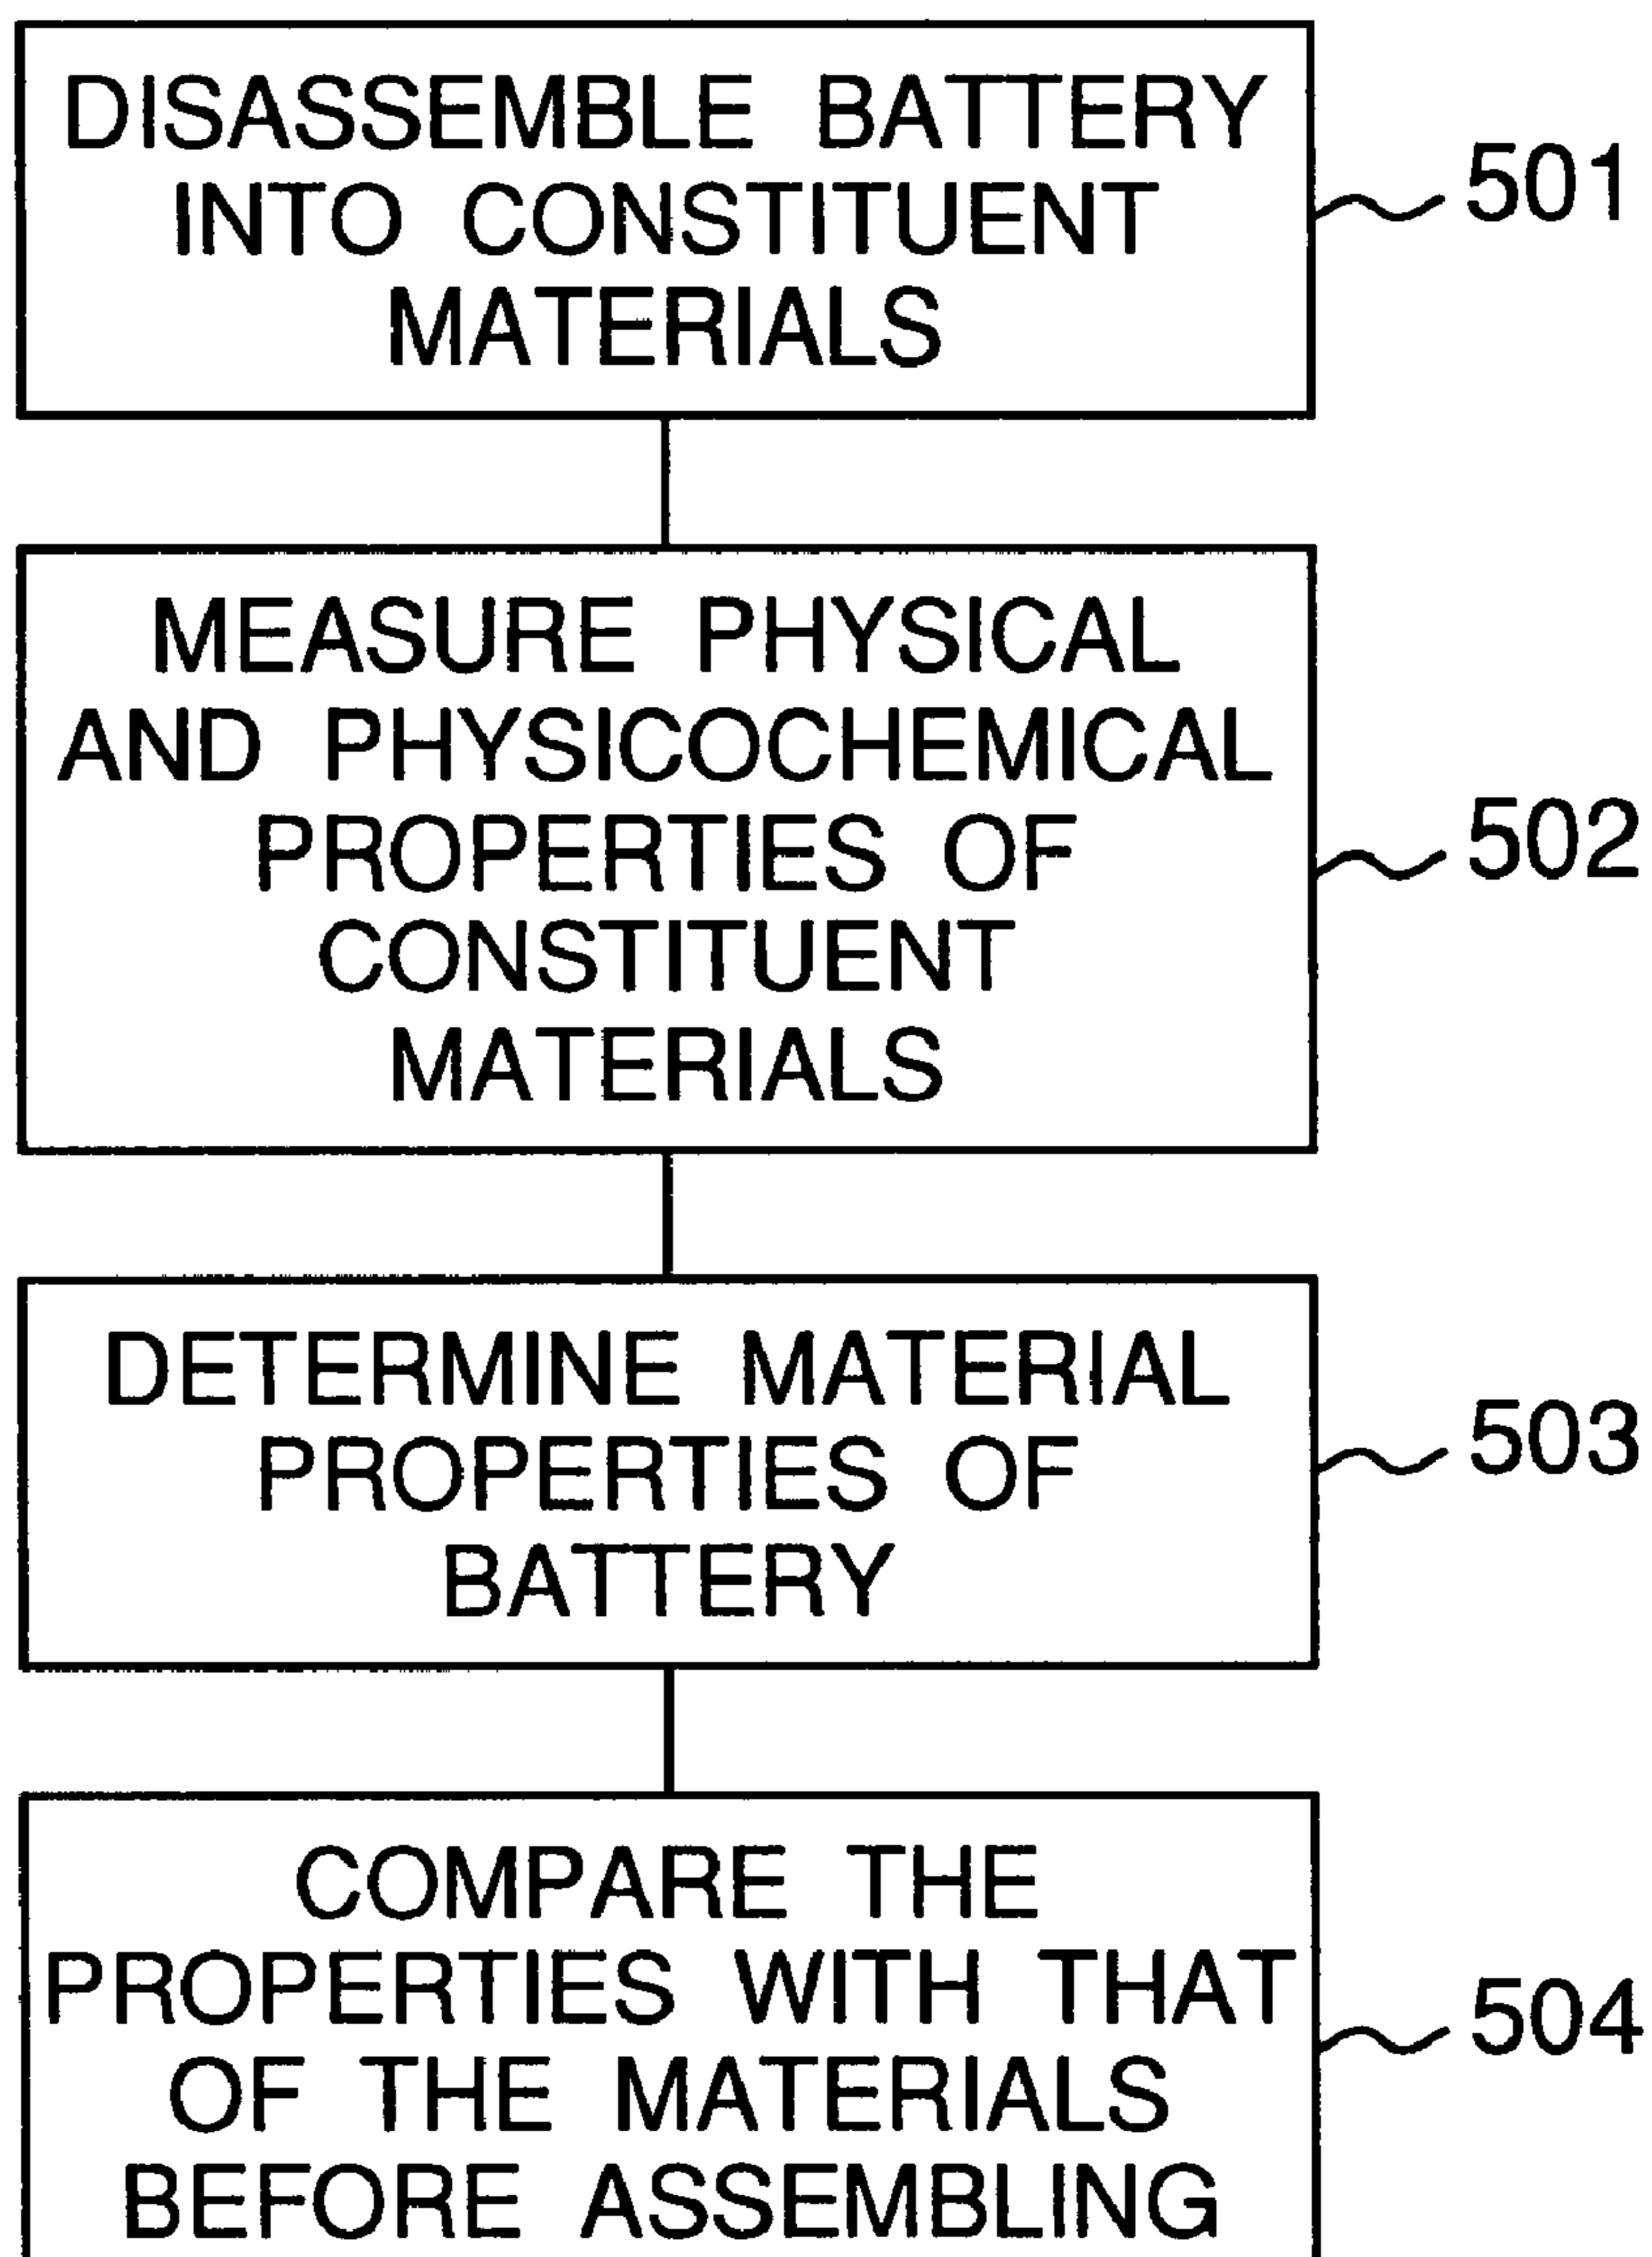 DISASSEMBLE BATTERY
INTO CONSTITUENT
MATERIALS
501
MEASURE PHYSICAL
AND PHYSICOCHEMICAL
PROPERTIES OF
CONSTITUENT
MATERIALS
502
DETERMINE MATERIAL
PROPERTIES OF
BATTERY
503
COMPARE THE
PROPERTIES WITH THAT
OF THE MATERIALS
BEFORE ASSEMBLING
504